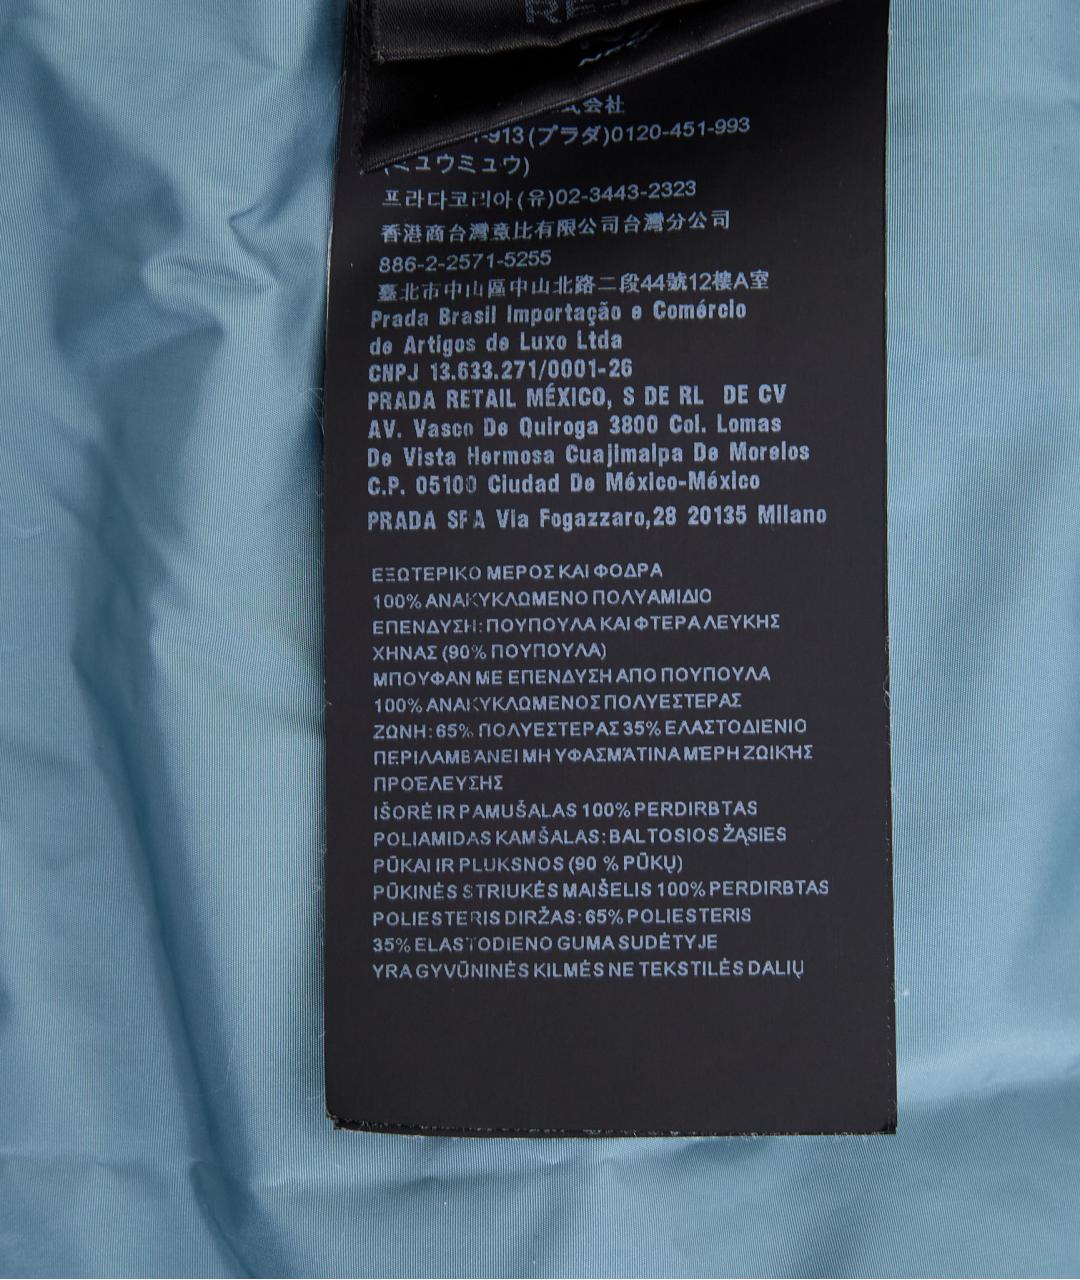 RE
式会社
-913(プラダ)0120-451-993
(ミュウミュウ)
프라다코리아(유)02-3443-2323
香港商台灣意比有限公司台灣分公司
886-2-2571-5255
臺北市中山區中山北路二段44號12樓A室
Prada Brasil Importação e Comércio
de Artigos de Luxo Ltda
CNPJ 13.633.271/0001-26
PRADA RETAIL MÉXICO, S DE RL DE CV
AV. Vasco De Quiroga 3800 Col. Lomas
De Vista Hermosa Cuajimalpa De Morelos
C.P. 05100 Ciudad De México-México
PRADA SPA Via Fogazzaro,28 20135 Milano
ΕΞΩΤΕΡΙΚΟ ΜΕΡΟΣ ΚΑΙ ΦΟΔΡΑ
100% ΑΝΑΚΥΚΛΩΜΕΝΟ ΠΟΛΥΑΜΙΔΙΟ
ΕΠΕΝΔΥΣΗ: ΠΟΥΠΟΥΛΑ ΚΑΙ ΦΤΕΡΑ ΛΕΥΚΗΣ
ΧΗΝΑΣ (90% ΠΟΥΠΟΥΛΑ)
ΜΠΟΥΦΑΝ ΜΕ ΕΠΕΝΔΥΣΗ ΑΠΟ ΠΟΥΠΟΥΛΑ
100% ΑΝΑΚΥΚΛΩΜΕΝΟΣ ΠΟΛΥΕΣΤΕΡΑΣ
ΖΩΝΗ: 65% ΠΟΛΥΕΣΤΕΡΑΣ 35% ΕΛΑΣΤΟΔΙΕΝΙΟ
ΠΕΡΙΛΑΜΒΆΝΕΙ ΜΗ ΥΦΑΣΜΆΤΙΝΑ ΜΈΡΗ ΖΩΙΚΉΣ
ΠΡΟΈΛΕΥΣΗΣ
IŠORĖ IR PAMUŠALAS 100% PERDIRBTAS
POLIAMIDAS KAMŠALAS: BALTOSIOS ŽĄSIES
PŪKAI IR PLUKSNOS (90 % PŪKŲ)
PŪKINĖS STRIUKĖS MAIŠELIS 100% PERDIRBTAS
POLIESTERIS DIRŽAS: 65% POLIESTERIS
35% ELASTODIENO GUMA SUDĖTYJE
YRA GYVŪNINĖS KILMĖS NE TEKSTILĖS DALIŲ